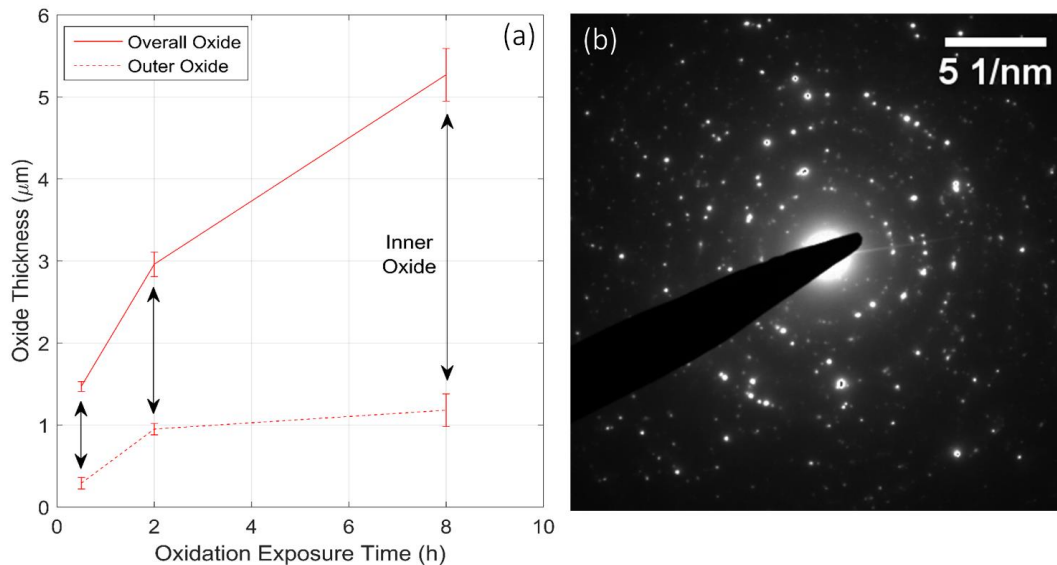 (a)
Overall Oxide
Outer Oxide
Oxide Thickness (μm)
6
5
4
3
2
1
0
Inner
Oxide
0 2 4 6 8 10
Oxidation Exposure Time (h)
(b)
5 1/nm